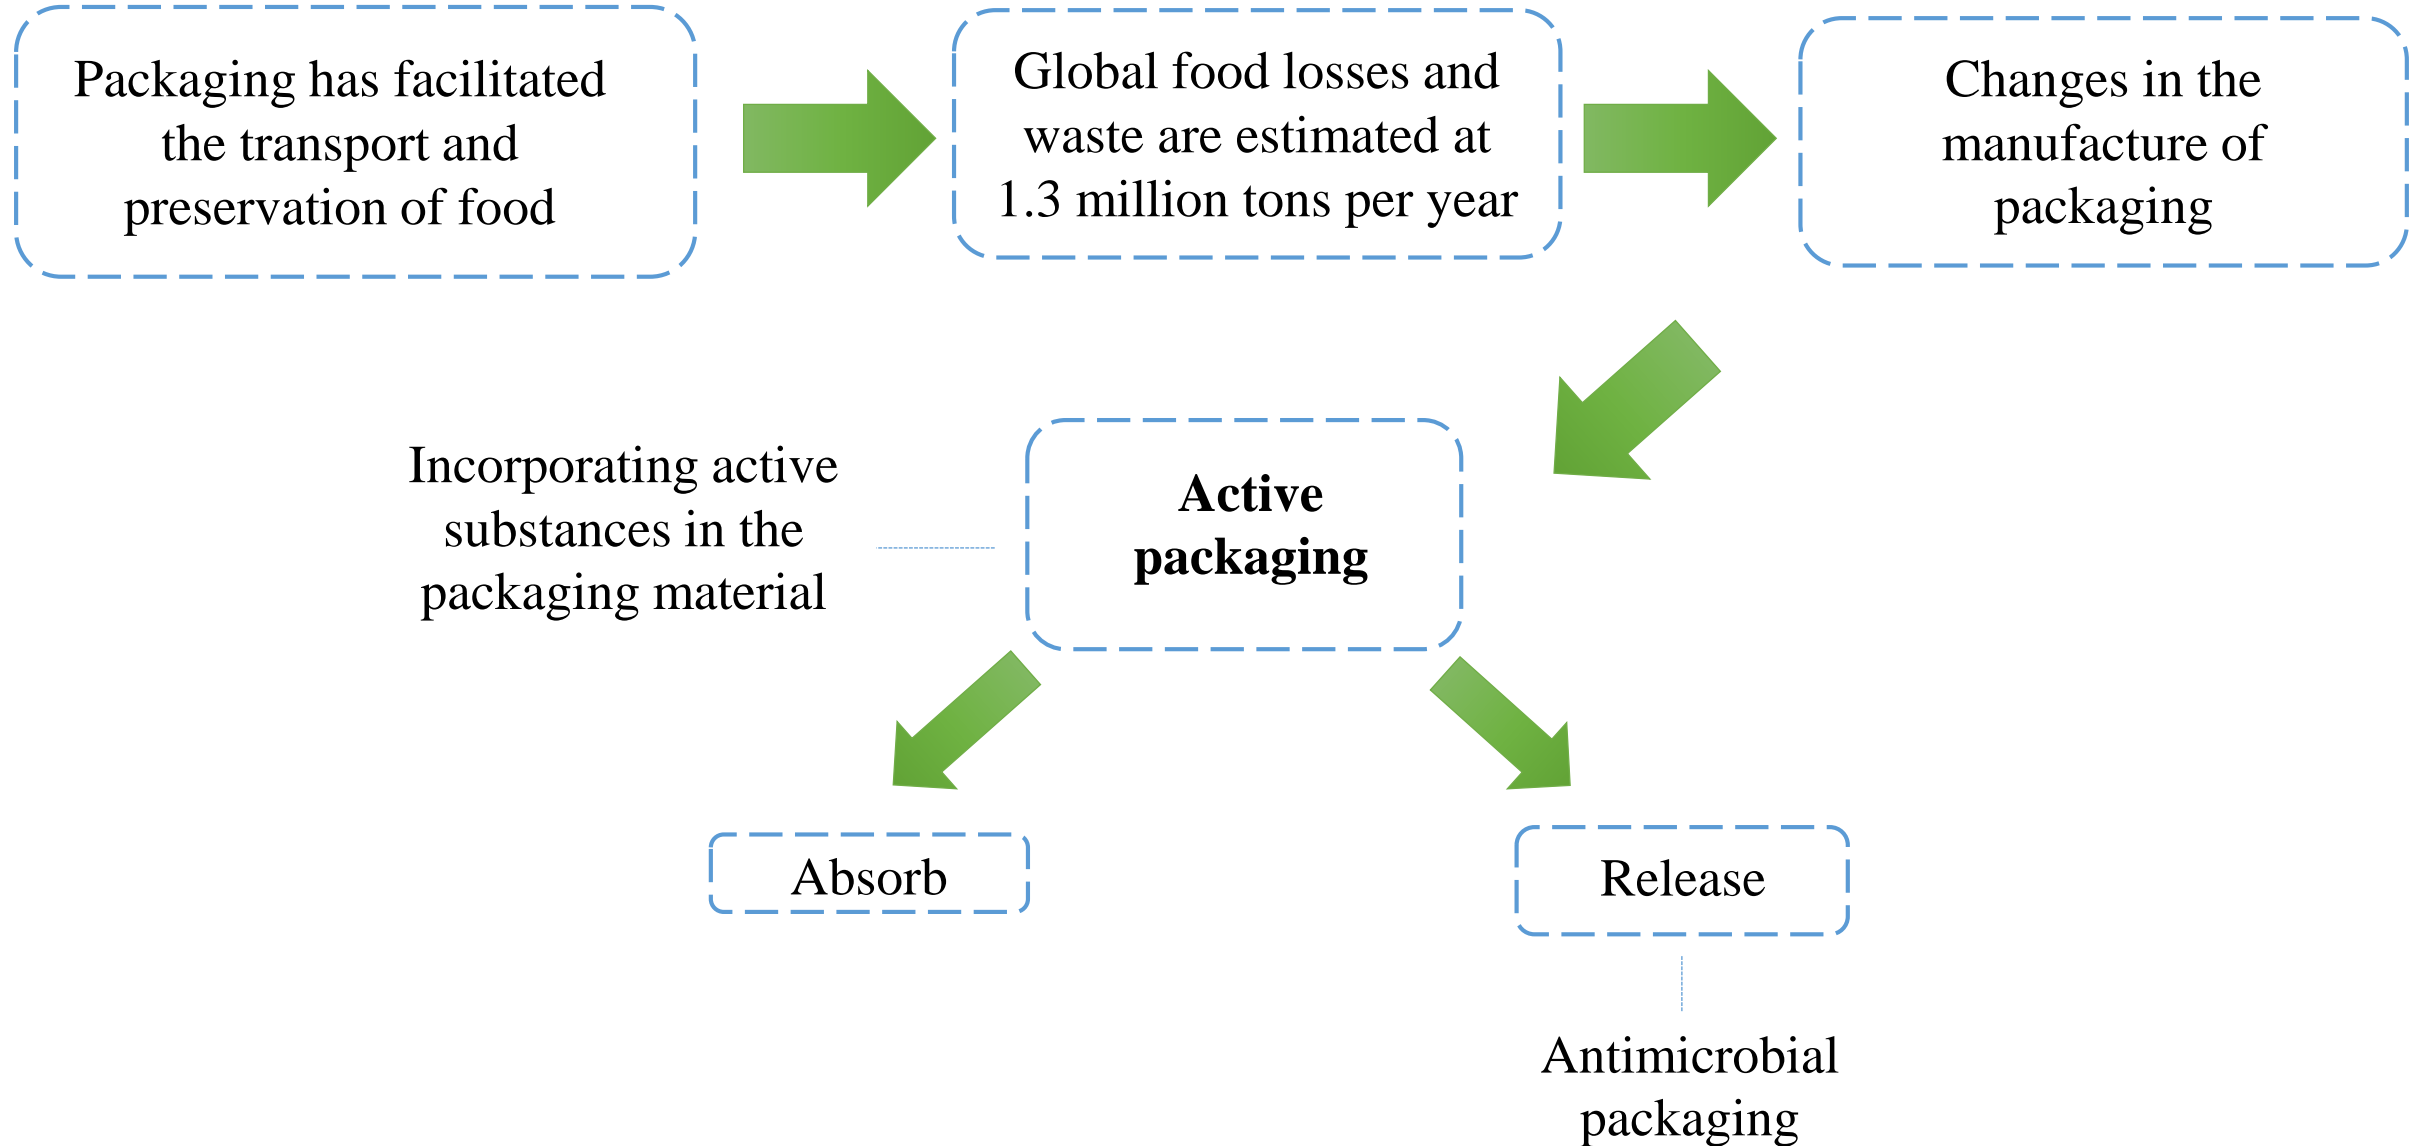 Packaging has facilitated
the transport and
preservation of food
Global food losses and
waste are estimated at
1.3 million tons per year
Changes in the
manufacture of
packaging
Incorporating active
substances in the
packaging material
Active
packaging
Absorb
Release
Antimicrobial
packaging